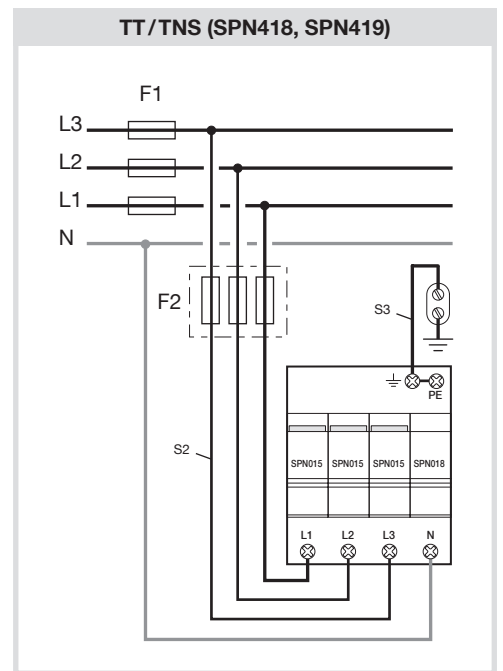 TT/TNS (SPN418, SPN419)
F1
L3
L2
L1
N
F2
S3
PE
S2
SPN015 SPN015 SPN015 SPN018
L1 L2 L3 N